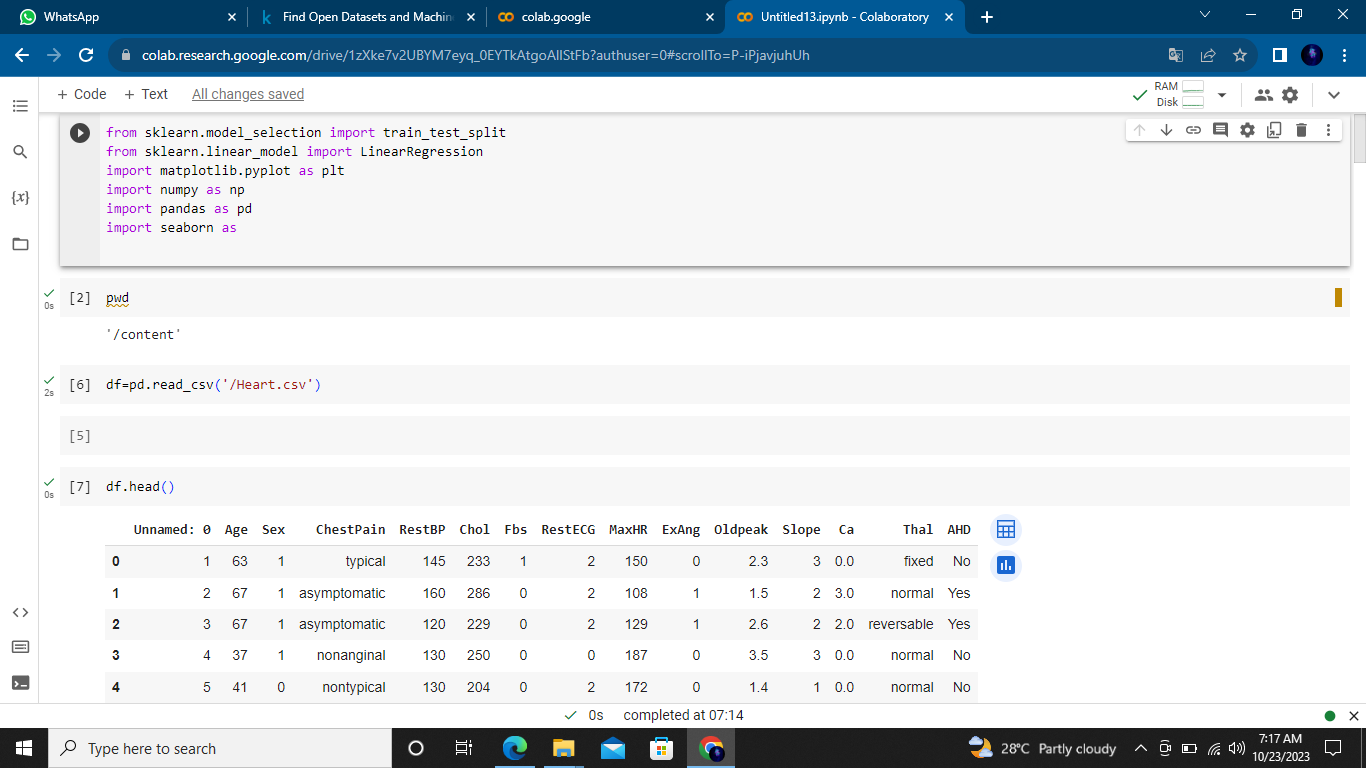 WhatsApp
Find Open Datasets and Machin
colab.google
Untitled13.ipynb - Colaboratory
colab.research.google.com/drive/1zXke7v2UBYM7eyq_0EYTkAtgoAIlStFb?authuser=0#scrollTo=P-iPjavjuhUh
+ Code + Text All changes saved
RAM
Disk
from sklearn.model_selection import train_test_split
from sklearn.linear_model import LinearRegression
import matplotlib.pyplot as plt
import numpy as np
import pandas as pd
import seaborn as
{x}
[2] pwd
0s
'/content'
[6] df=pd.read_csv('/Heart.csv')
2s
[5]
[7] df.head()
0s
Unnamed: 0 Age Sex ChestPain RestBP Chol Fbs RestECG MaxHR ExAng Oldpeak Slope Ca Thal AHD
0 1 63 1 typical 145 233 1 2 150 0 2.3 3 0.0 fixed No
1 2 67 1 asymptomatic 160 286 0 2 108 1 1.5 2 3.0 normal Yes
2 3 67 1 asymptomatic 120 229 0 2 129 1 2.6 2 2.0 reversable Yes
3 4 37 1 nonanginal 130 250 0 0 187 0 3.5 3 0.0 normal No
4 5 41 0 nontypical 130 204 0 2 172 0 1.4 1 0.0 normal No
0s completed at 07:14
Type here to search
28°C Partly cloudy
7:17 AM
10/23/2023